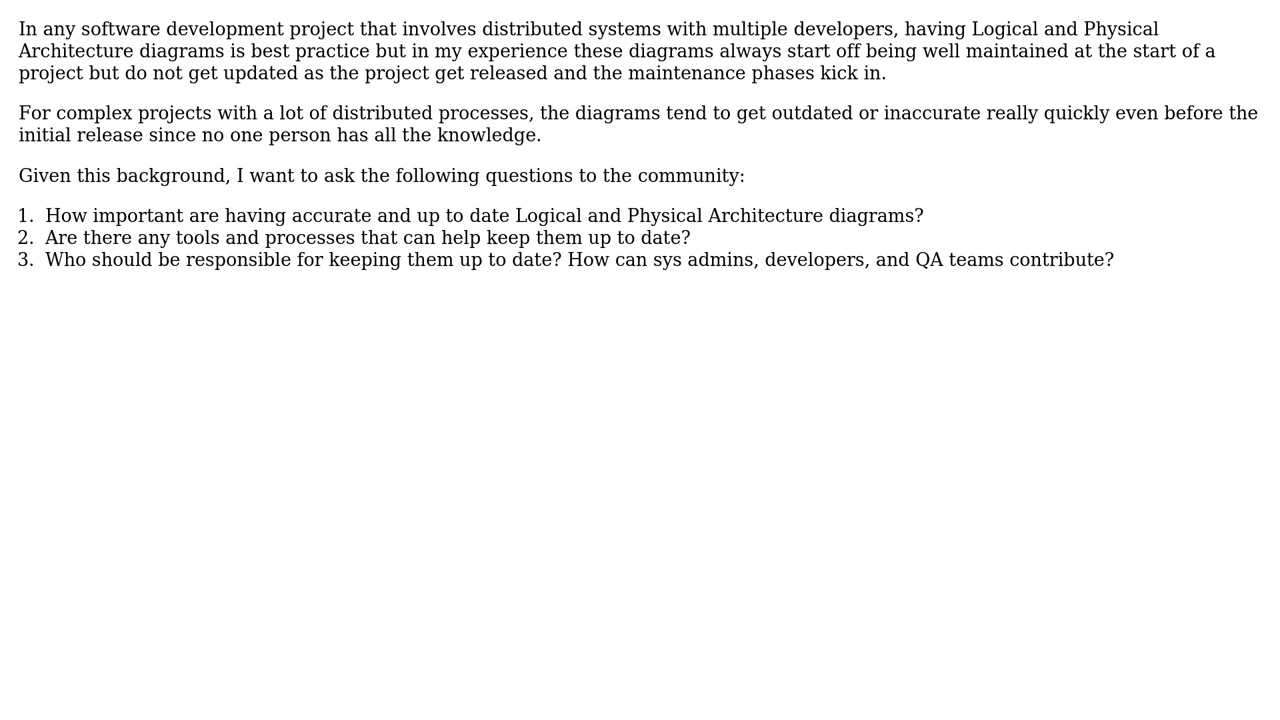 In any software development project that involves distributed systems with multiple developers, having Logical and Physical
Architecture diagrams is best practice but in my experience these diagrams always start off being well maintained at the start of a
project but do not get updated as the project get released and the maintenance phases kick in.
For complex projects with a lot of distributed processes, the diagrams tend to get outdated or inaccurate really quickly even before the
initial release since no one person has all the knowledge.
Given this background, I want to ask the following questions to the community:
1. How important are having accurate and up to date Logical and Physical Architecture diagrams?
2. Are there any tools and processes that can help keep them up to date?
3. Who should be responsible for keeping them up to date? How can sys admins, developers, and QA teams contribute?